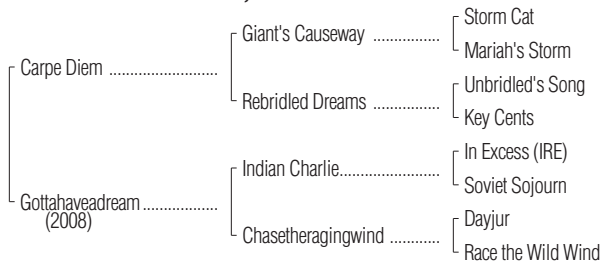 Storm Cat
Giant's Causeway ................
Mariah's Storm
Carpe Diem ..........................
Unbridled's Song
Rebridled Dreams ................
Key Cents
In Excess (IRE)
Indian Charlie.......................
Soviet Sojourn
Gottahaveadream..................
(2008)
Dayjur
Chasetheragingwind ............
Race the Wild Wind